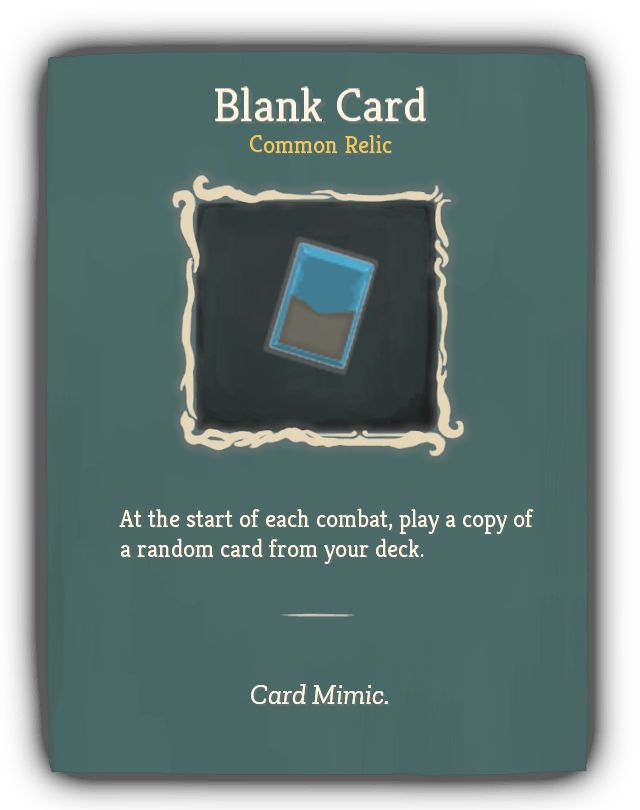 Blank Card
Common Relic
At the start of each combat, play a copy of
a random card from your deck.
Card Mimic.